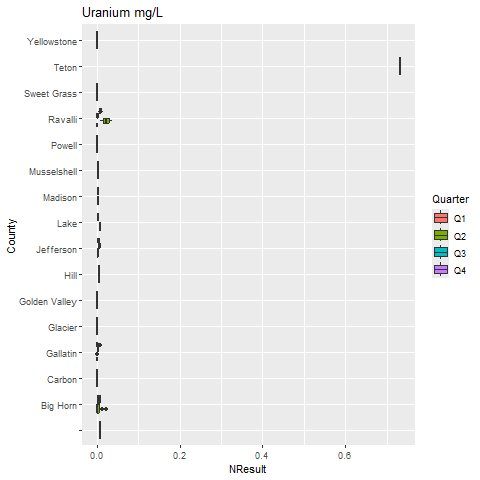 Uranium mg/L
Yellowstone
Teton
Sweet Grass
Ravalli
Powell
Musselshell
Madison
Lake
Jefferson
Hill
Golden Valley
Glacier
Gallatin
Carbon
Big Horn
County
0.0 0.2 0.4 0.6
NResult
Quarter
Q1
Q2
Q3
Q4